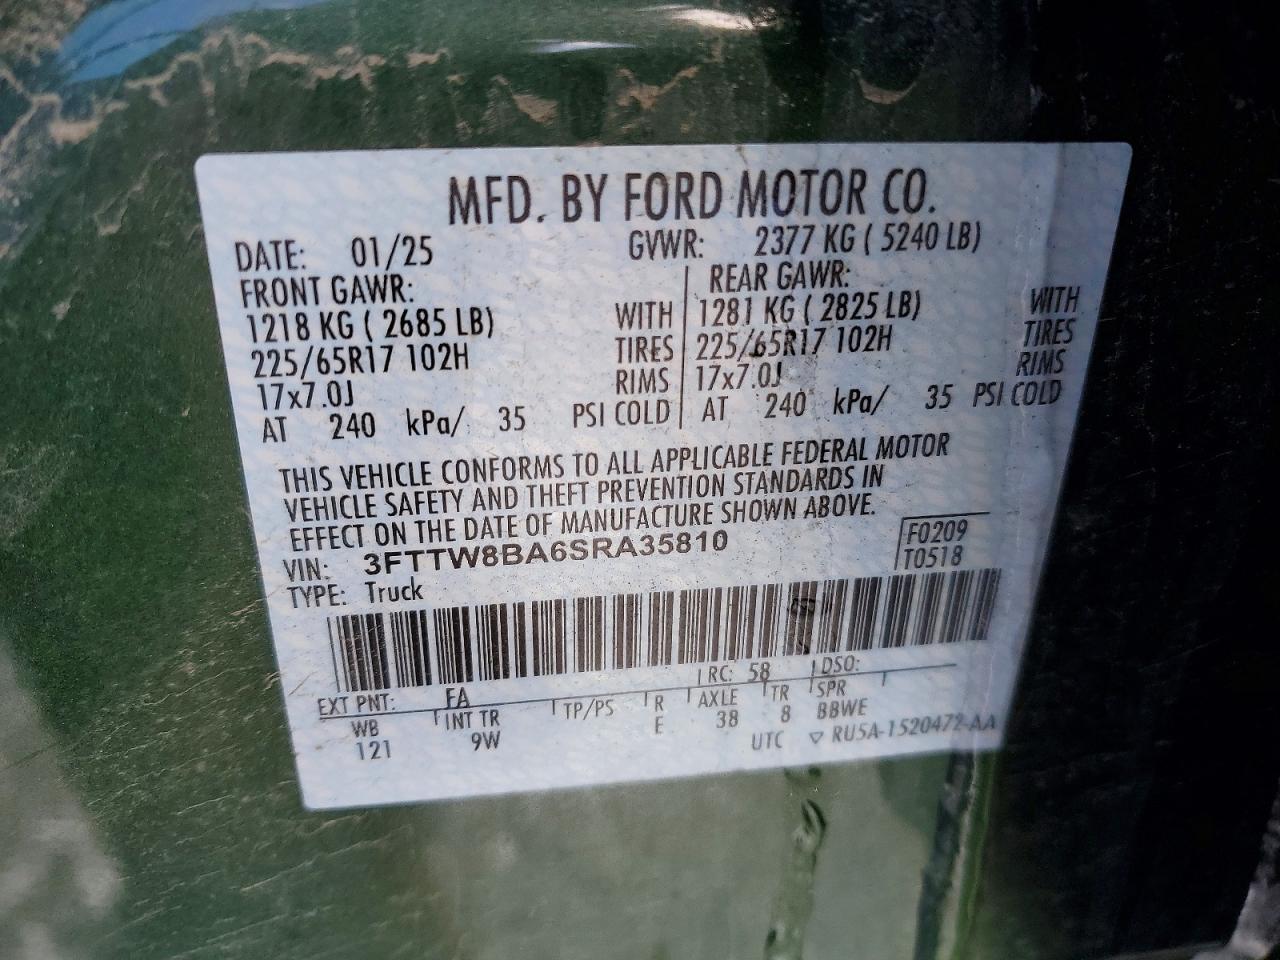 MFD. BY FORD MOTOR CO.
DATE: 01/25 GVWR: 2377 KG ( 5240 LB)
FRONT GAWR: REAR GAWR:
1218 KG ( 2685 LB) WITH 1281 KG ( 2825 LB) WITH
225/65R17 102H TIRES 225/65R17 102H TIRES
17x7.0J RIMS 17x7.0J RIMS
AT 240 kPa/ 35 PSI COLD AT 240 kPa/ 35 PSI COLD
THIS VEHICLE CONFORMS TO ALL APPLICABLE FEDERAL MOTOR
VEHICLE SAFETY AND THEFT PREVENTION STANDARDS IN
EFFECT ON THE DATE OF MANUFACTURE SHOWN ABOVE.
VIN: 3FTTW8BA6SRA35810 F0209
TYPE: Truck T0518
EXT PNT: FA RC: 58 DSO:
WB INT TR TP/PS R AXLE TR SPR
121 9W E 38 8 BBWE
UTC ▽ RU5A-1520472-AA